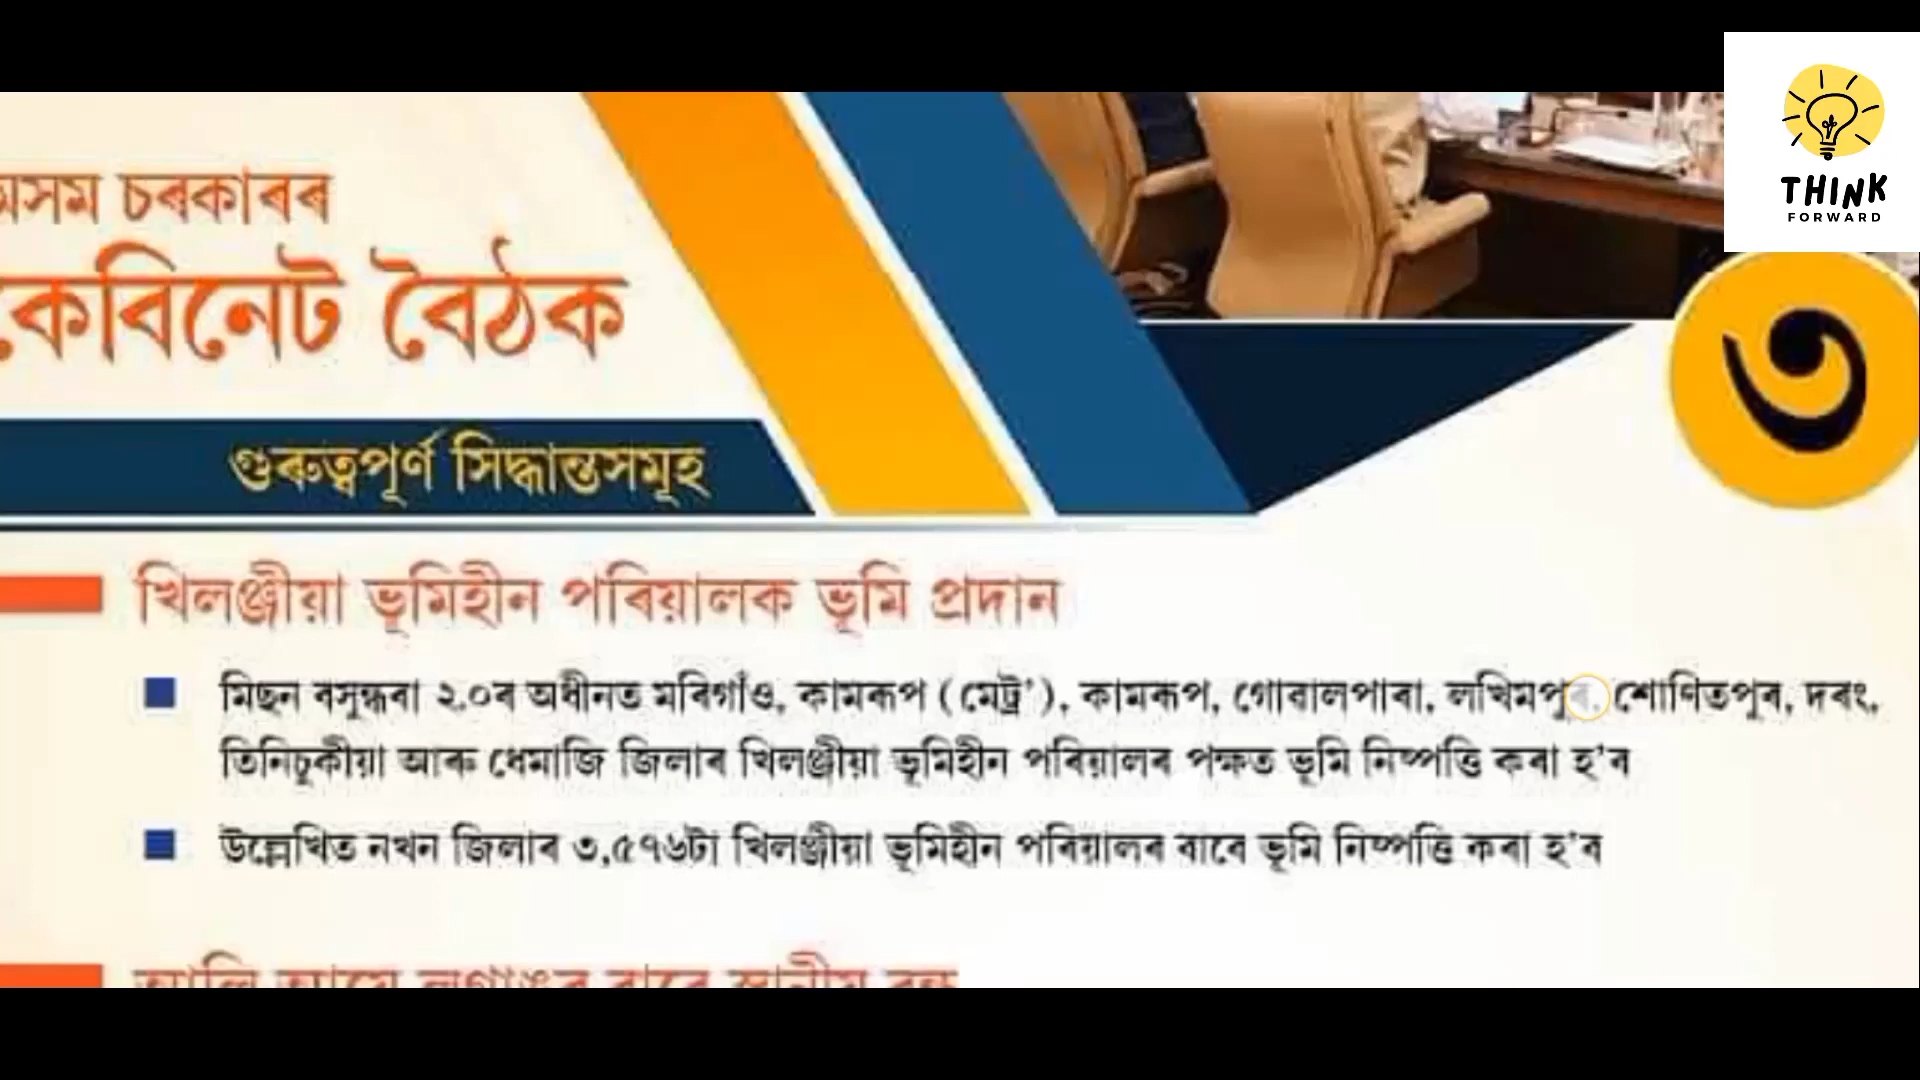 THINK
FORWARD
অসম চৰকাৰৰ
কেবিনেট বৈঠক
৩
গুৰুত্বপূৰ্ণ সিদ্ধান্তসমূহ
খিলঞ্জীয়া ভূমিহীন পৰিয়ালক ভূমি প্ৰদান
মিছন বসুন্ধৰা ২.০ৰ অধীনত মৰিগাঁও, কামৰূপ (মেট্ৰ’), কামৰূপ, গোৱালপাৰা, লখিমপুৰ, শোণিতপুৰ, দৰং,
তিনিচুকীয়া আৰু ধেমাজি জিলাৰ খিলঞ্জীয়া ভূমিহীন পৰিয়ালৰ পক্ষত ভূমি নিষ্পত্তি কৰা হ’ব
উল্লেখিত নখন জিলাৰ ৩,৫৭৬টা খিলঞ্জীয়া ভূমিহীন পৰিয়ালৰ বাবে ভূমি নিষ্পত্তি কৰা হ’ব